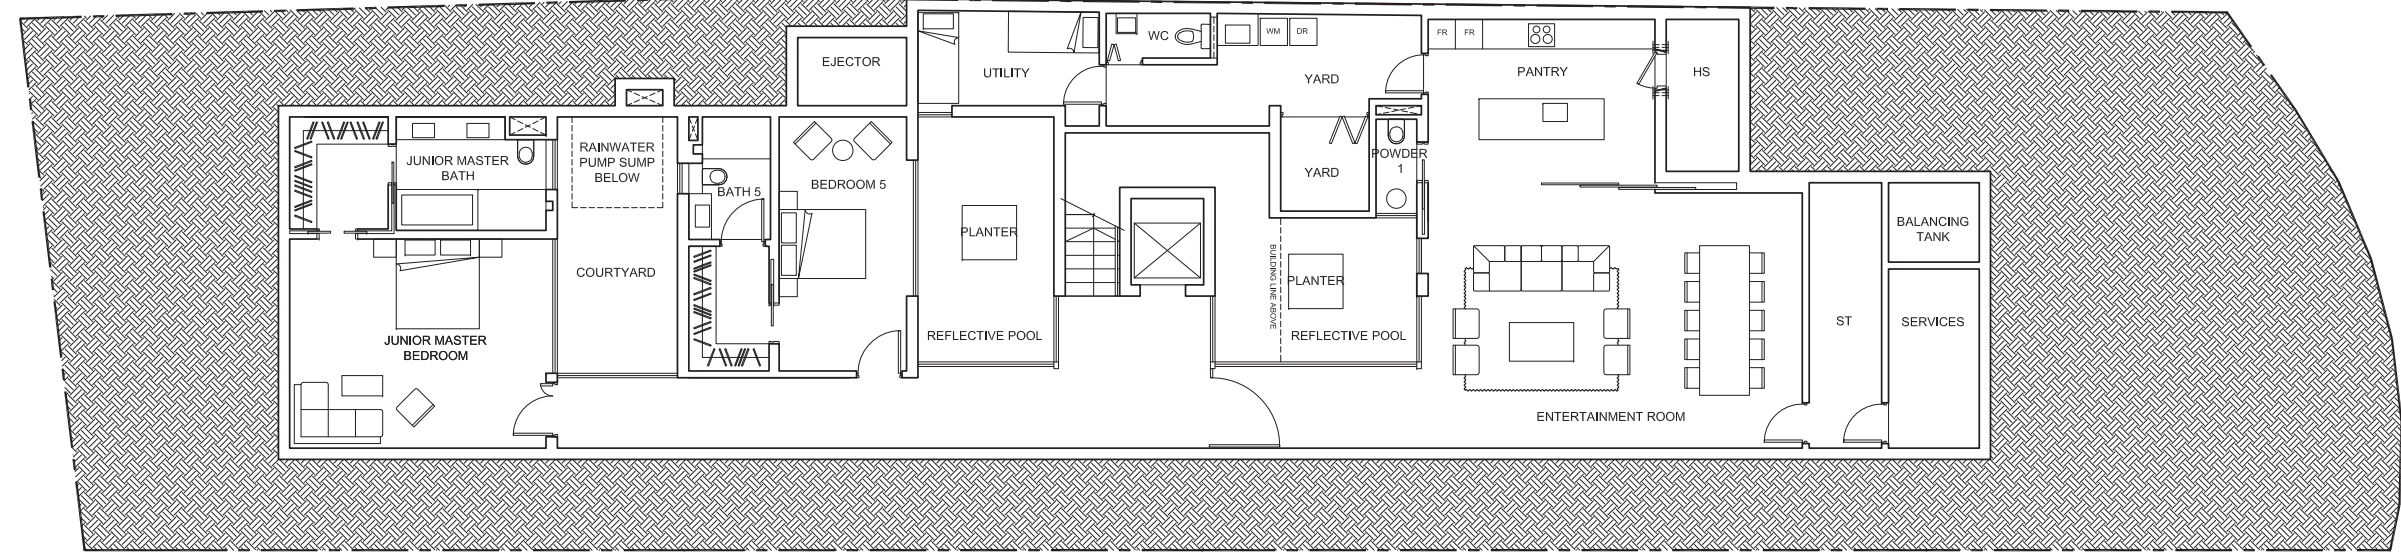 EJECTOR
UTILITY
WC
WM
DR
YARD
FR
FR
PANTRY
HS
JUNIOR MASTER
BATH
RAINWATER
PUMP SUMP
BELOW
BATH 5
BEDROOM 5
POWDER
1
YARD
PLANTER
COURTYARD
BUILDING LINE ABOVE
PLANTER
BALANCING
TANK
JUNIOR MASTER
BEDROOM
REFLECTIVE POOL
REFLECTIVE POOL
ST
SERVICES
ENTERTAINMENT ROOM